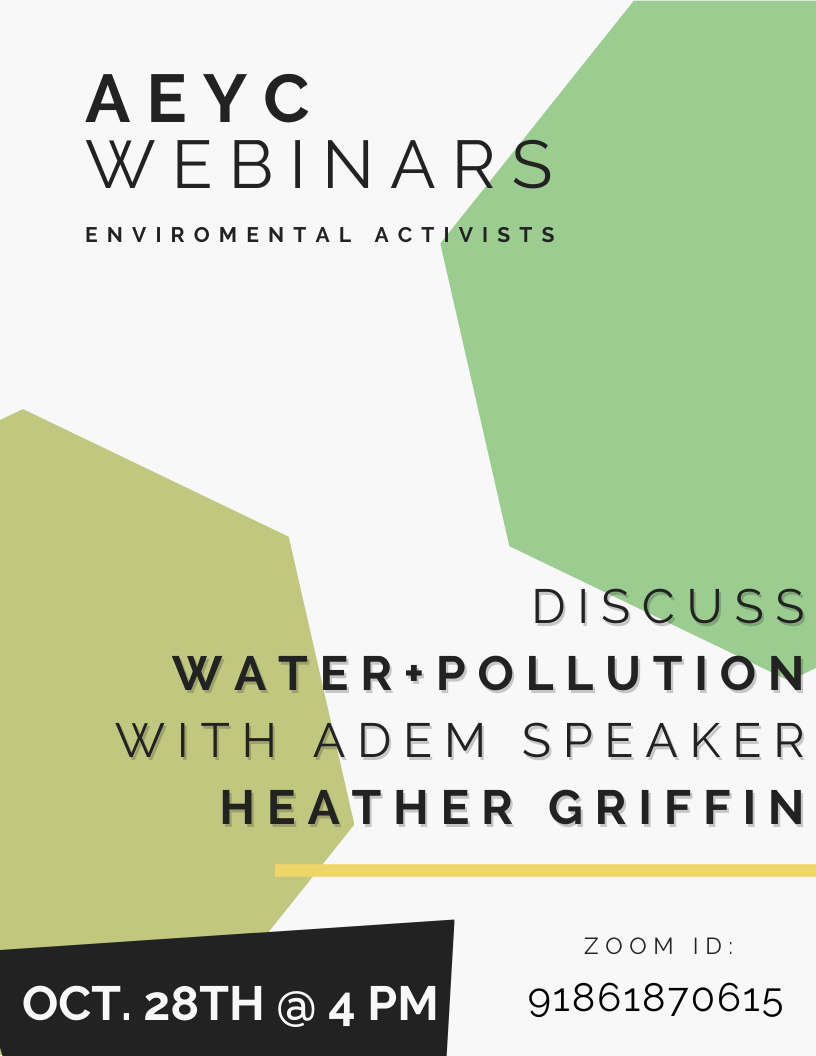 AEYC
WEBINARS
ENVIROMENTAL ACTIVISTS
DISCUSS
WATER+POLLUTION
WITH ADEM SPEAKER
HEATHER GRIFFIN
OCT. 28TH @ 4 PM
ZOOM ID:
91861870615